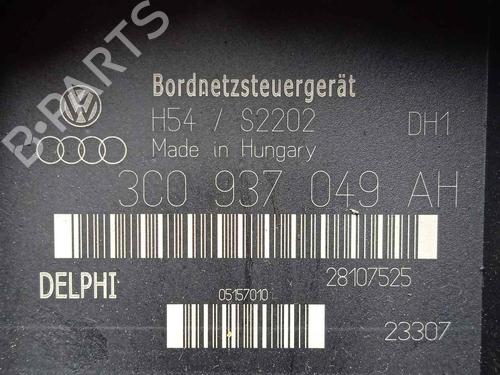 Bordnetzsteuergerät
H54 / S2202 DH1
Made in Hungary
3C0 937 049 AH
28107525
DELPHI
05157010
23307
B-PARTS